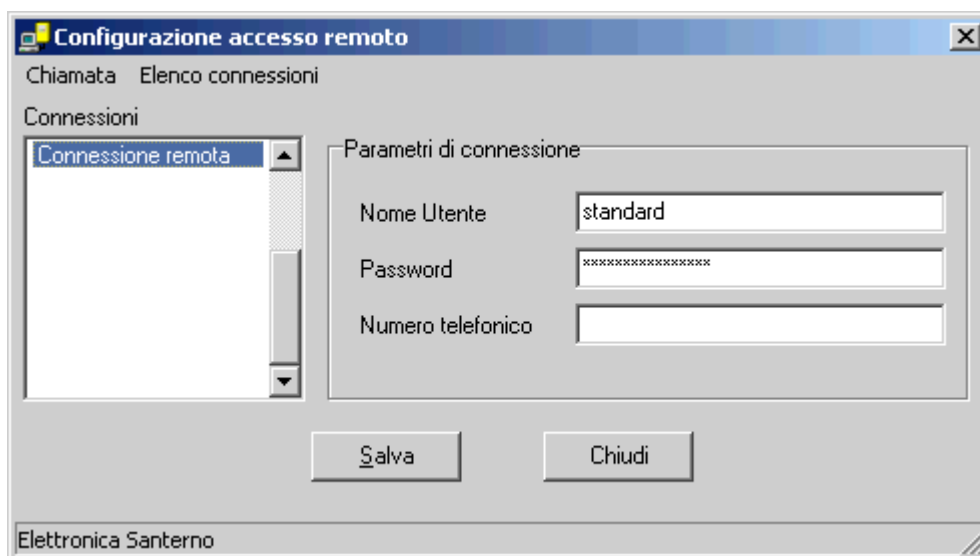 Configurazione accesso remoto
Chiamata Elenco connessioni
Connessioni
Connessione remota
Parametri di connessione
Nome Utente standard
Password ****************
Numero telefonico
Salva Chiudi
Elettronica Santerno